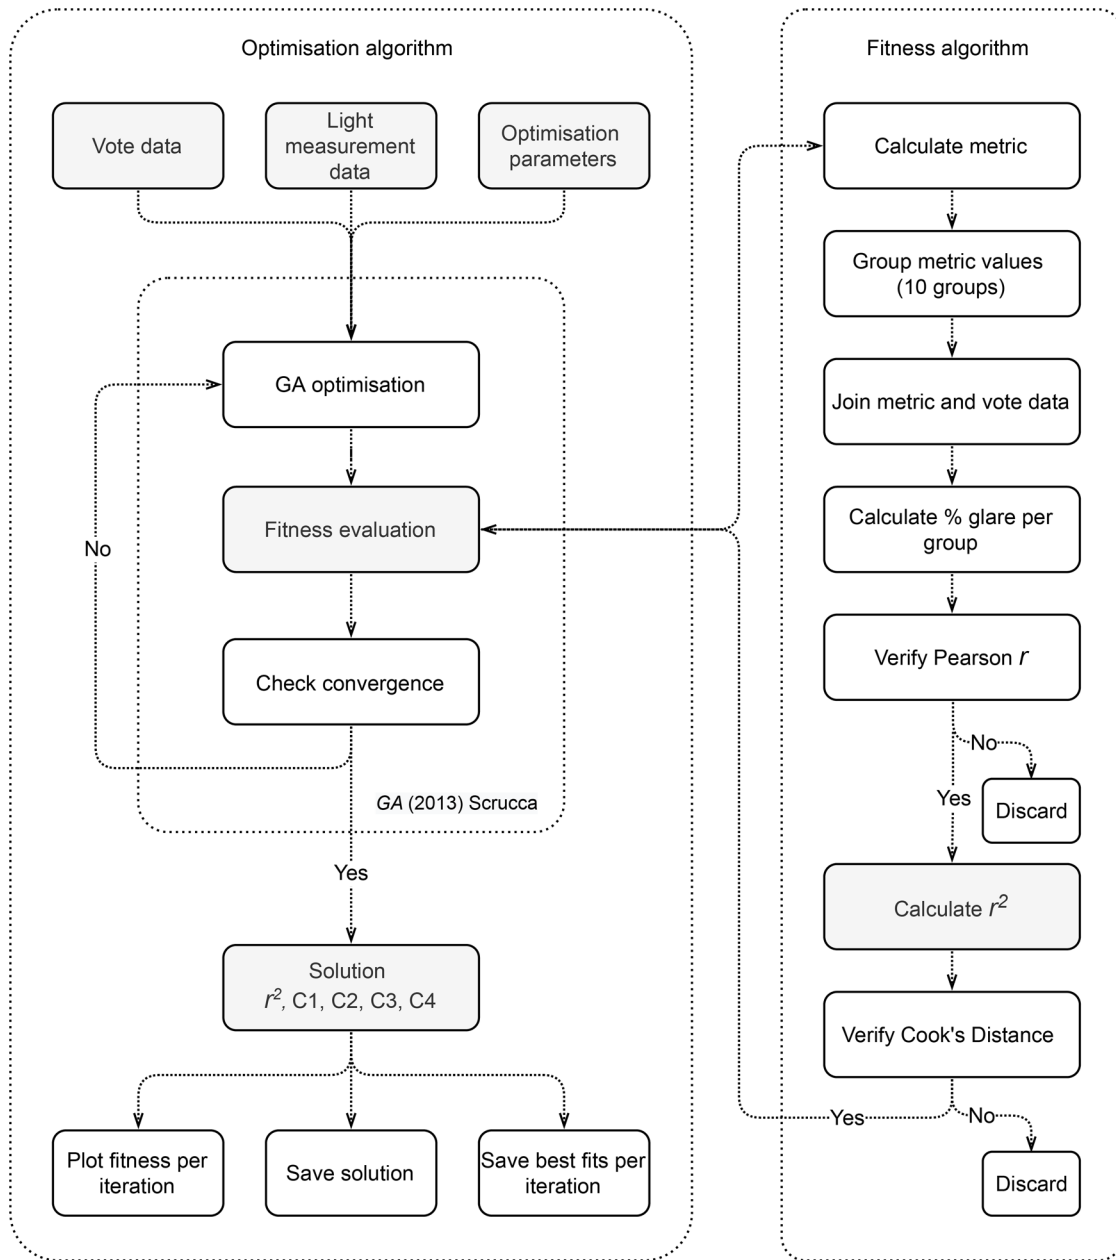 Optimisation algorithm
Vote data
Light
measurement
data
Optimisation
parameters
GA optimisation
Fitness evaluation
No
Check convergence
GA (2013) Scrucca
Yes
Solution
r², C1, C2, C3, C4
Plot fitness per
iteration
Save solution
Save best fits per
iteration
Fitness algorithm
Calculate metric
Group metric values
(10 groups)
Join metric and vote data
Calculate % glare per
group
Verify Pearson r
No
Yes
Discard
Calculate r²
Verify Cook's Distance
Yes
No
Discard